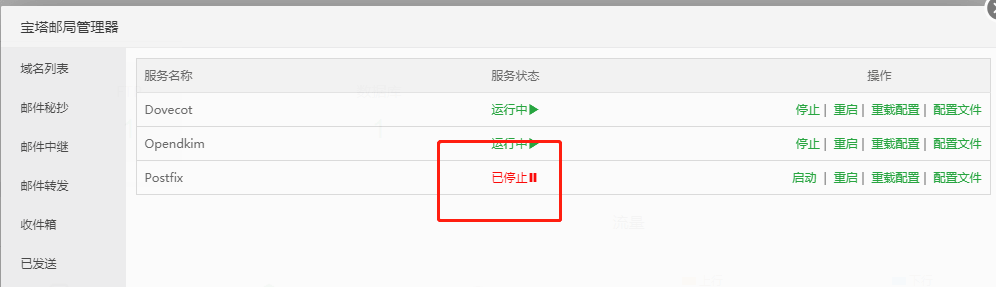 宝塔邮局管理器
域名列表
邮件秘抄
邮件中继
邮件转发
收件箱
已发送
服务名称 服务状态 操作
Dovecot 运行中 停止 | 重启 | 重载配置 | 配置文件
Opendkim 运行中 停止 | 重启 | 重载配置 | 配置文件
Postfix 已停止 启动 | 重启 | 重载配置 | 配置文件